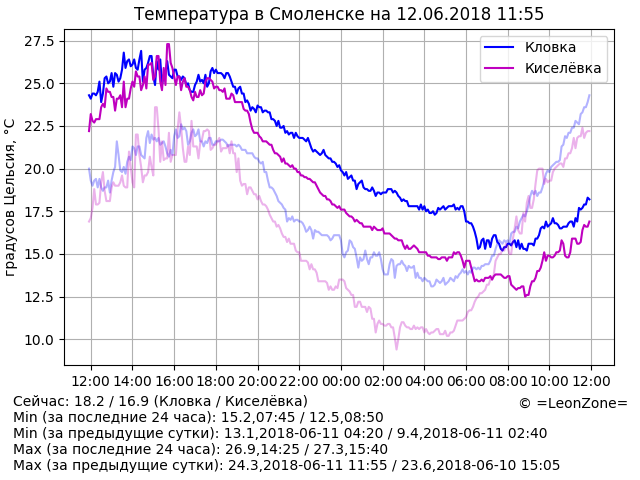 Температура в Смоленске на 12.06.2018 11:55
Кловка
Киселёвка
градусов Цельсия, °C
27.5
25.0
22.5
20.0
17.5
15.0
12.5
10.0
12:00 14:00 16:00 18:00 20:00 22:00 00:00 02:00 04:00 06:00 08:00 10:00 12:00
Сейчас: 18.2 / 16.9 (Кловка / Киселёвка)
© =LeonZone=
Min (за последние 24 часа): 15.2,07:45 / 12.5,08:50
Min (за предыдущие сутки): 13.1,2018-06-11 04:20 / 9.4,2018-06-11 02:40
Max (за последние 24 часа): 26.9,14:25 / 27.3,15:40
Max (за предыдущие сутки): 24.3,2018-06-11 11:55 / 23.6,2018-06-10 15:05